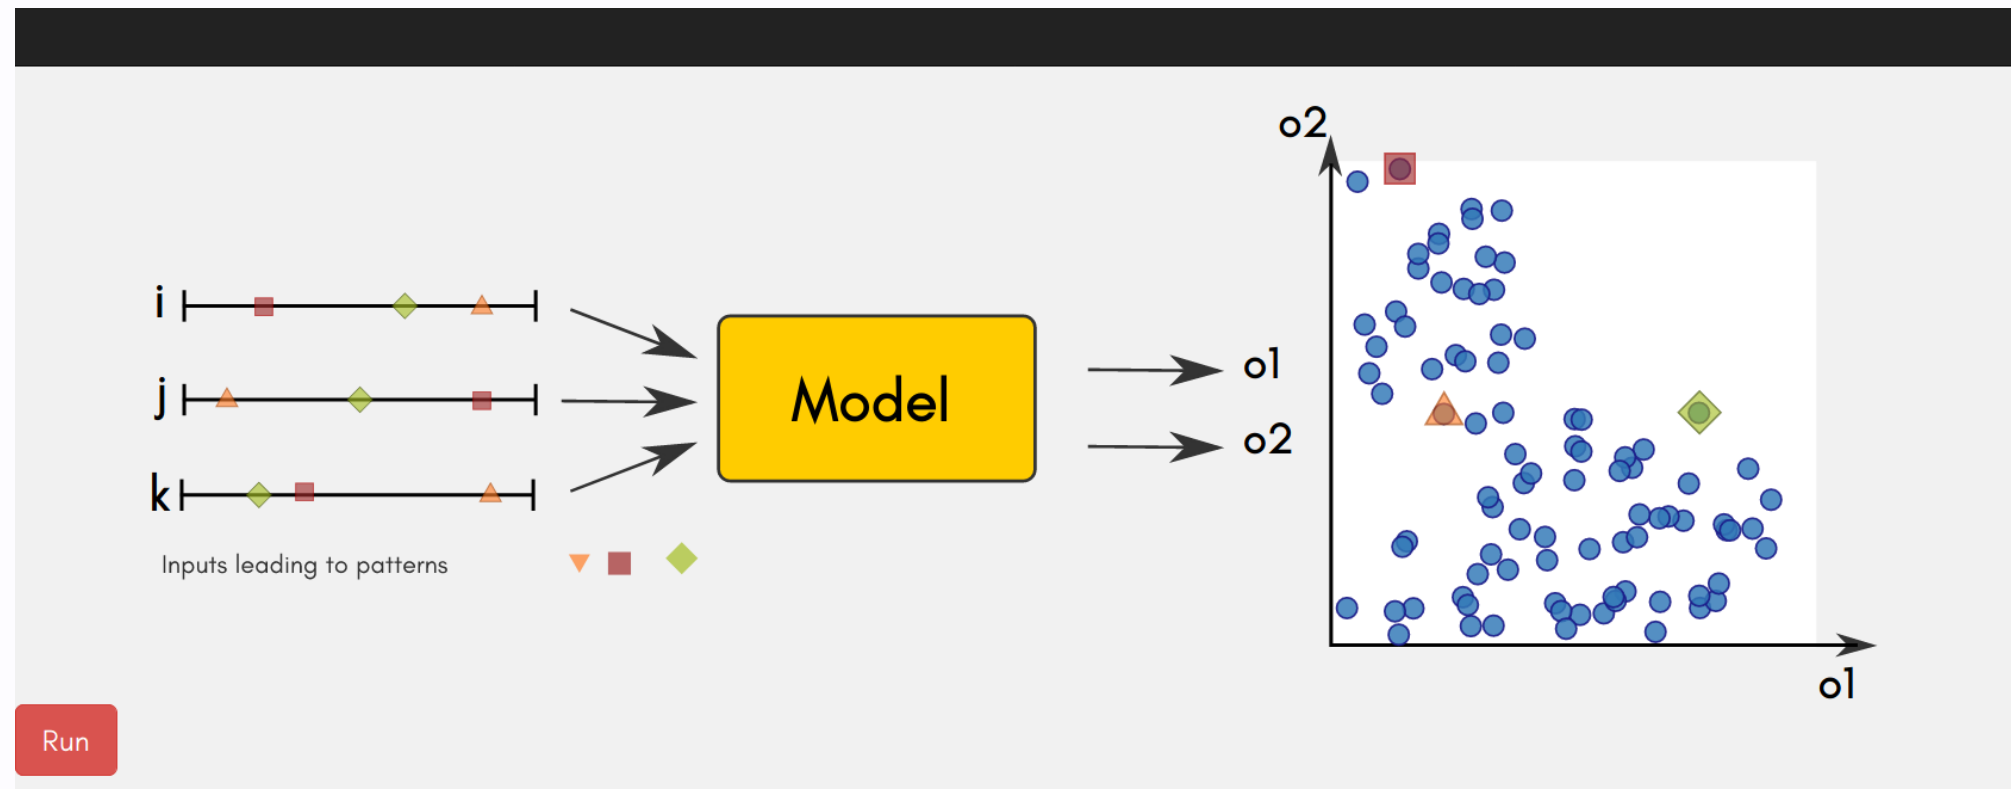 o2
i
j
k
Model
o1
o2
Inputs leading to patterns
o1
Run